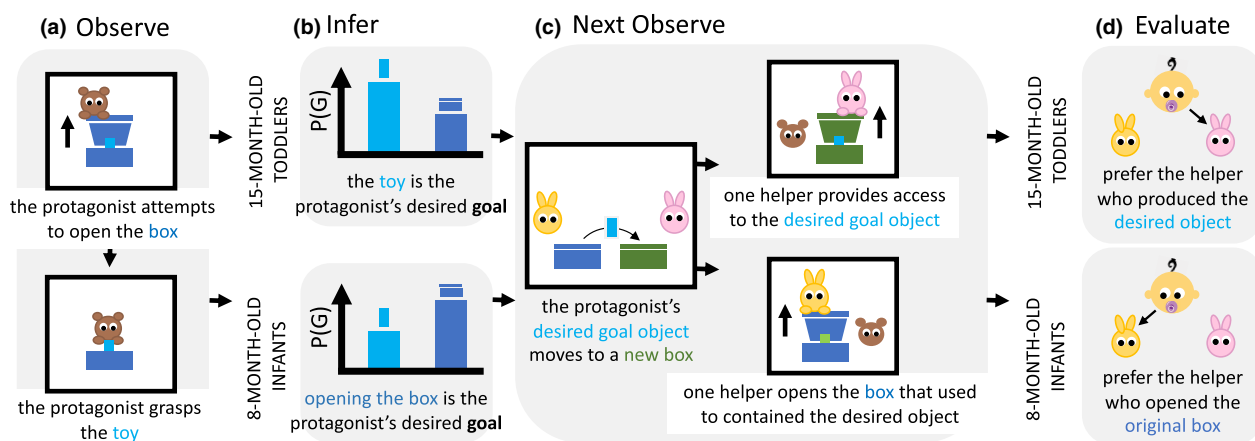 (a) Observe
the protagonist attempts
to open the box
the protagonist grasps
the toy
15-MONTH-OLD
TODDLERS
8-MONTH-OLD
INFANTS
(b) Infer
P(G)
the toy is the
protagonist's desired goal
P(G)
opening the box is the
protagonist's desired goal
(c) Next Observe
the protagonist's
desired goal object
moves to a new box
one helper provides access
to the desired goal object
one helper opens the box that used
to contained the desired object
15-MONTH-OLD
TODDLERS
8-MONTH-OLD
INFANTS
(d) Evaluate
prefer the helper
who produced the
desired object
prefer the helper
who opened the
original box